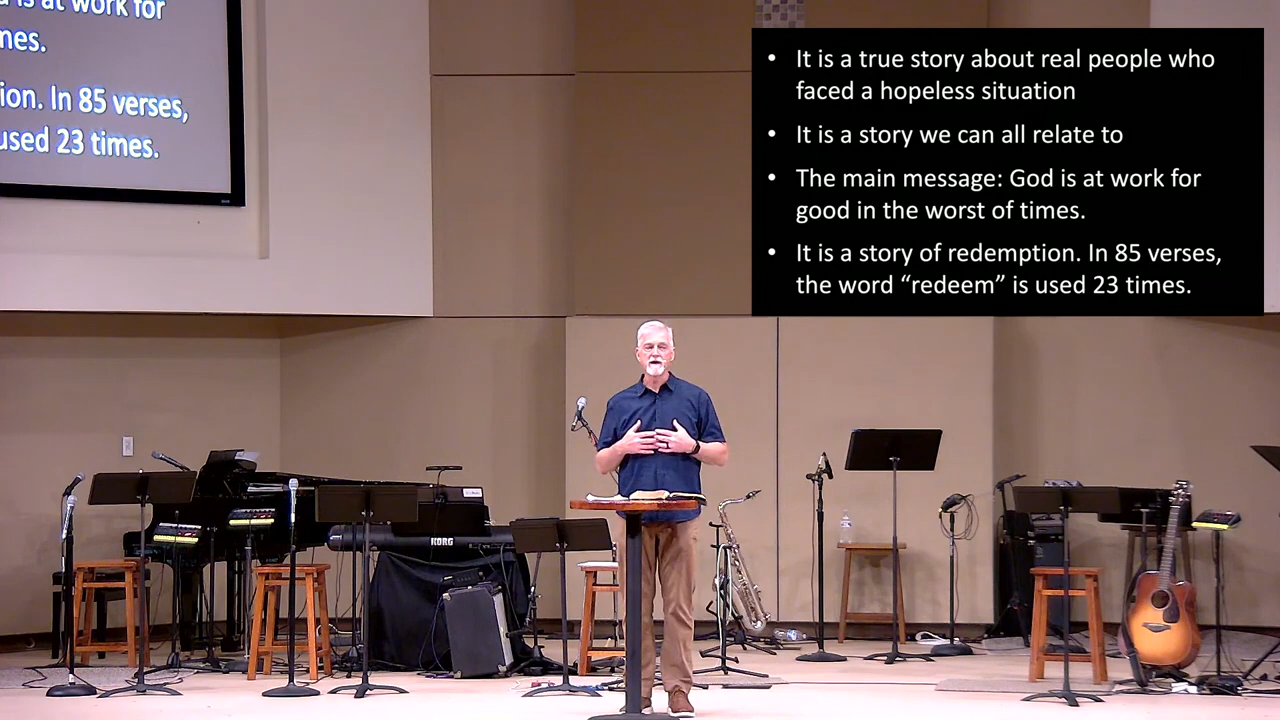 is at work for
mes.
ion. In 85 verses,
used 23 times.
• It is a true story about real people who
faced a hopeless situation
• It is a story we can all relate to
• The main message: God is at work for
good in the worst of times.
• It is a story of redemption. In 85 verses,
the word “redeem” is used 23 times.
KORG